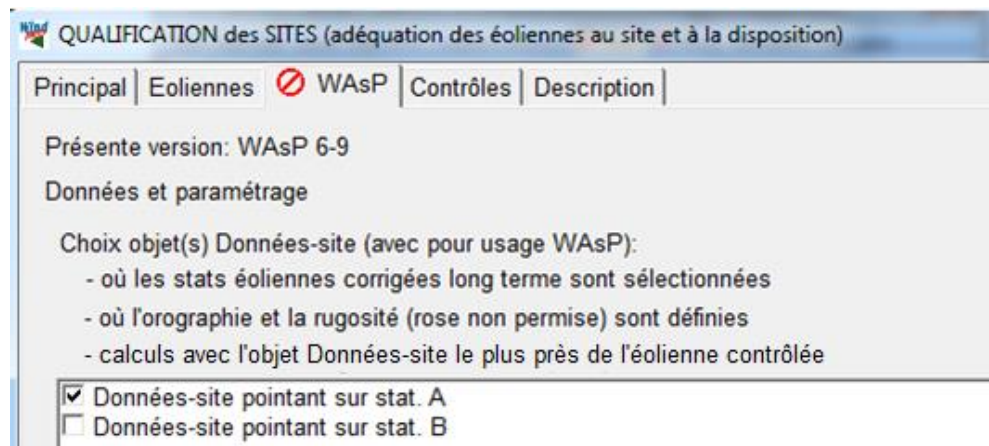 QUALIFICATION des SITES (adéquation des éoliennes au site et à la disposition)
Principal Eoliennes WAsP Contrôles Description
Présente version: WAsP 6-9
Données et paramétrage
Choix objet(s) Données-site (avec pour usage WAsP):
- où les stats éoliennes corrigées long terme sont sélectionnées
- où l'orographie et la rugosité (rose non permise) sont définies
- calculs avec l'objet Données-site le plus près de l'éolienne contrôlée
Données-site pointant sur stat. A
Données-site pointant sur stat. B